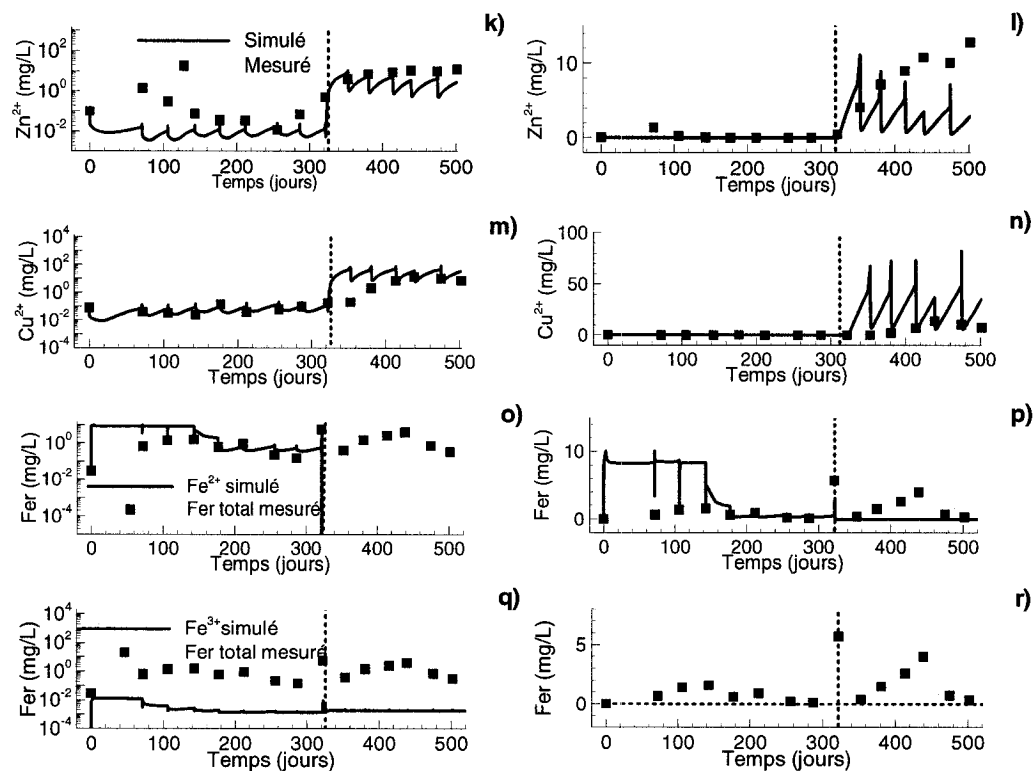 k)
Zn²⁺ (mg/L)
10²
10⁰
10⁻²
Simulé
Mesuré
0 100 200 300 400 500
Temps (jours)
l)
Zn²⁺ (mg/L)
10
0
0 100 200 300 400 500
Temps (jours)
m)
Cu²⁺ (mg/L)
10⁴
10²
10⁰
10⁻²
10⁻⁴
0 100 200 300 400 500
Temps (jours)
n)
Cu²⁺ (mg/L)
100
50
0
0 100 200 300 400 500
Temps (jours)
o)
Fer (mg/L)
10⁰
10⁻²
10⁻⁴
Fe²⁺ simulé
Fer total mesuré
0 100 200 300 400 500
Temps (jours)
p)
Fer (mg/L)
10
0
0 100 200 300 400 500
Temps (jours)
q)
Fer (mg/L)
10⁴
10²
10⁰
10⁻²
10⁻⁴
Fe³⁺simulé
Fer total mesuré
0 100 200 300 400 500
Temps (jours)
r)
Fer (mg/L)
5
0
0 100 200 300 400 500
Temps (jours)